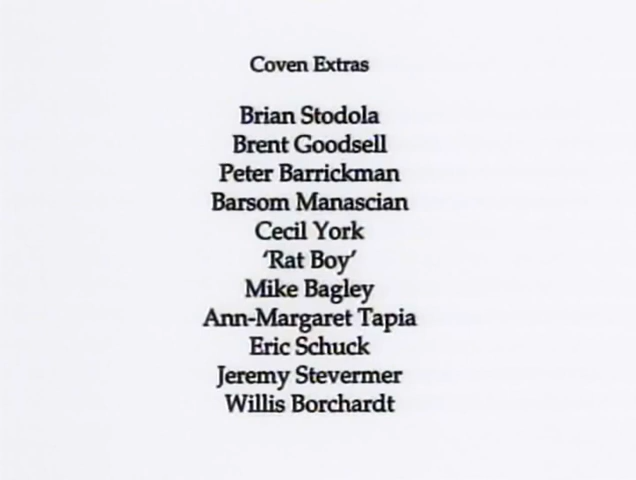 Coven Extras
Brian Stodola
Brent Goodsell
Peter Barrickman
Barsom Manascian
Cecil York
‘Rat Boy’
Mike Bagley
Ann-Margaret Tapia
Eric Schuck
Jeremy Stevermer
Willis Borchardt